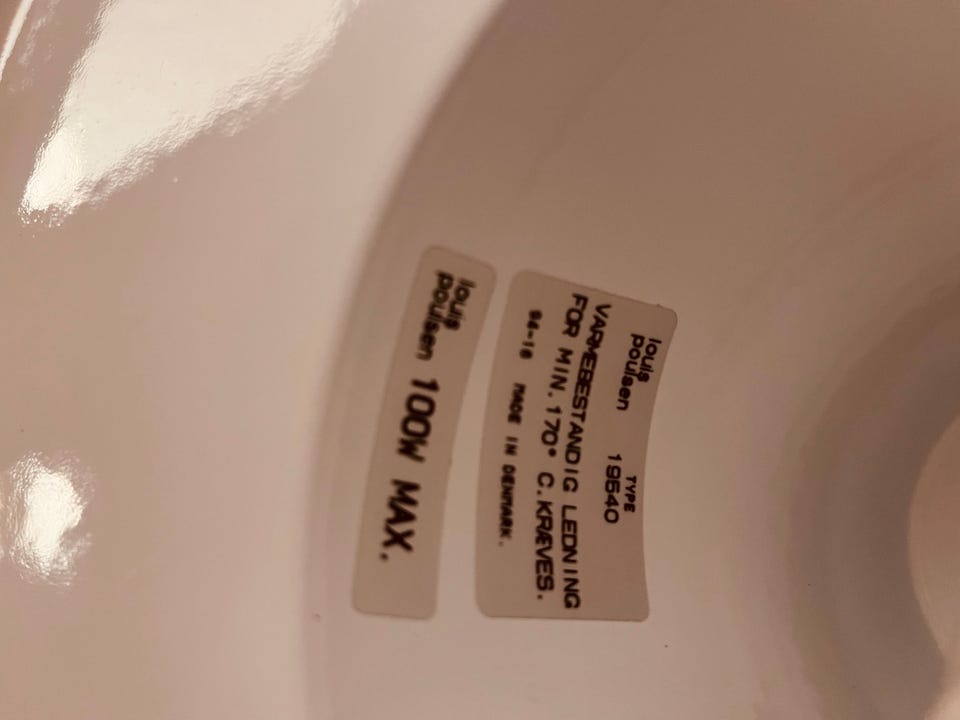 louis
poulsen
TYPE
19640
VARMEBESTANDIG LEDNING
FOR MIN. 170° C. KRÆVES.
MADE IN DENMARK.
louis
poulsen 100W MAX.